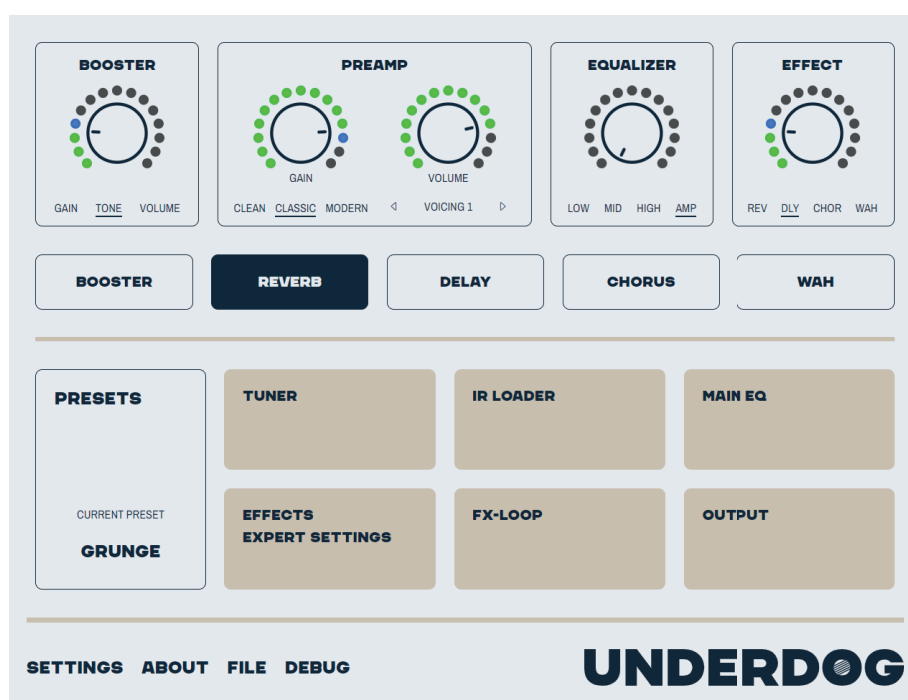 BOOSTER
PREAMP
EQUALIZER
EFFECT
GAIN
VOLUME
GAIN TONE VOLUME
CLEAN CLASSIC MODERN
VOICING 1
LOW MID HIGH AMP
REV DLY CHOR WAH
BOOSTER
REVERB
DELAY
CHORUS
WAH
PRESETS
CURRENT PRESET
GRUNGE
TUNER
IR LOADER
MAIN EQ
EFFECTS
EXPERT SETTINGS
FX-LOOP
OUTPUT
SETTINGS ABOUT FILE DEBUG
UNDERDOG